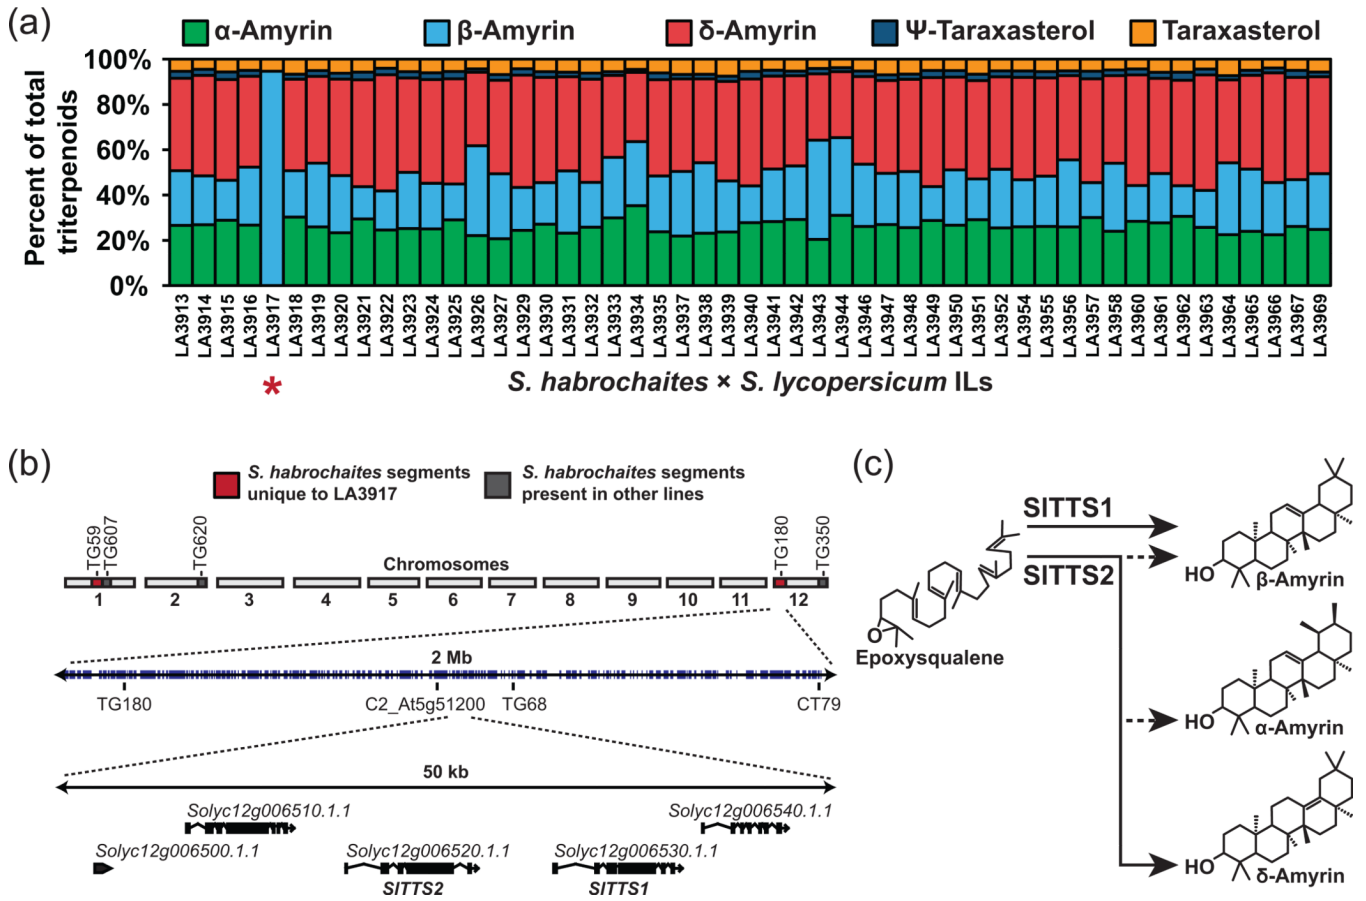 (a)
α-Amyrin
β-Amyrin
δ-Amyrin
Ψ-Taraxasterol
Taraxasterol
Percent of total
triterpenoids
100%
80%
60%
40%
20%
0%
LA3913
LA3914
LA3915
LA3916
LA3917
LA3918
LA3919
LA3920
LA3921
LA3922
LA3923
LA3924
LA3925
LA3926
LA3927
LA3929
LA3930
LA3931
LA3932
LA3933
LA3934
LA3935
LA3937
LA3938
LA3939
LA3940
LA3941
LA3942
LA3943
LA3944
LA3946
LA3947
LA3948
LA3949
LA3950
LA3951
LA3952
LA3954
LA3955
LA3956
LA3957
LA3958
LA3960
LA3961
LA3962
LA3963
LA3964
LA3965
LA3966
LA3967
LA3969
*
S. habrochaites × S. lycopersicum ILs
(b)
S. habrochaites segments
unique to LA3917
S. habrochaites segments
present in other lines
TG59
TG607
TG620
TG180
TG350
Chromosomes
1 2 3 4 5 6 7 8 9 10 11 12
2 Mb
TG180
C2_At5g51200
TG68
CT79
50 kb
Solyc12g006510.1.1
Solyc12g006540.1.1
Solyc12g006500.1.1
Solyc12g006520.1.1
Solyc12g006530.1.1
SlTTS2
SlTTS1
(c)
SlTTS1
SlTTS2
O
Epoxysqualene
HO
β-Amyrin
HO
α-Amyrin
HO
δ-Amyrin